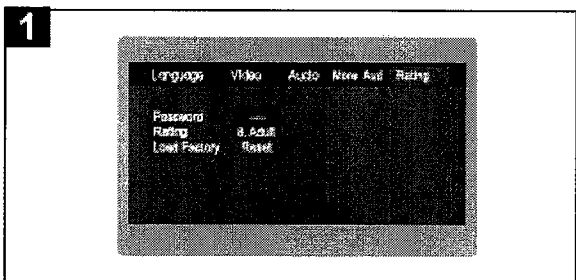 1
Language Video Audio More Aud Rating
Password ----
Rating 8. Adult
Load Factory Reset